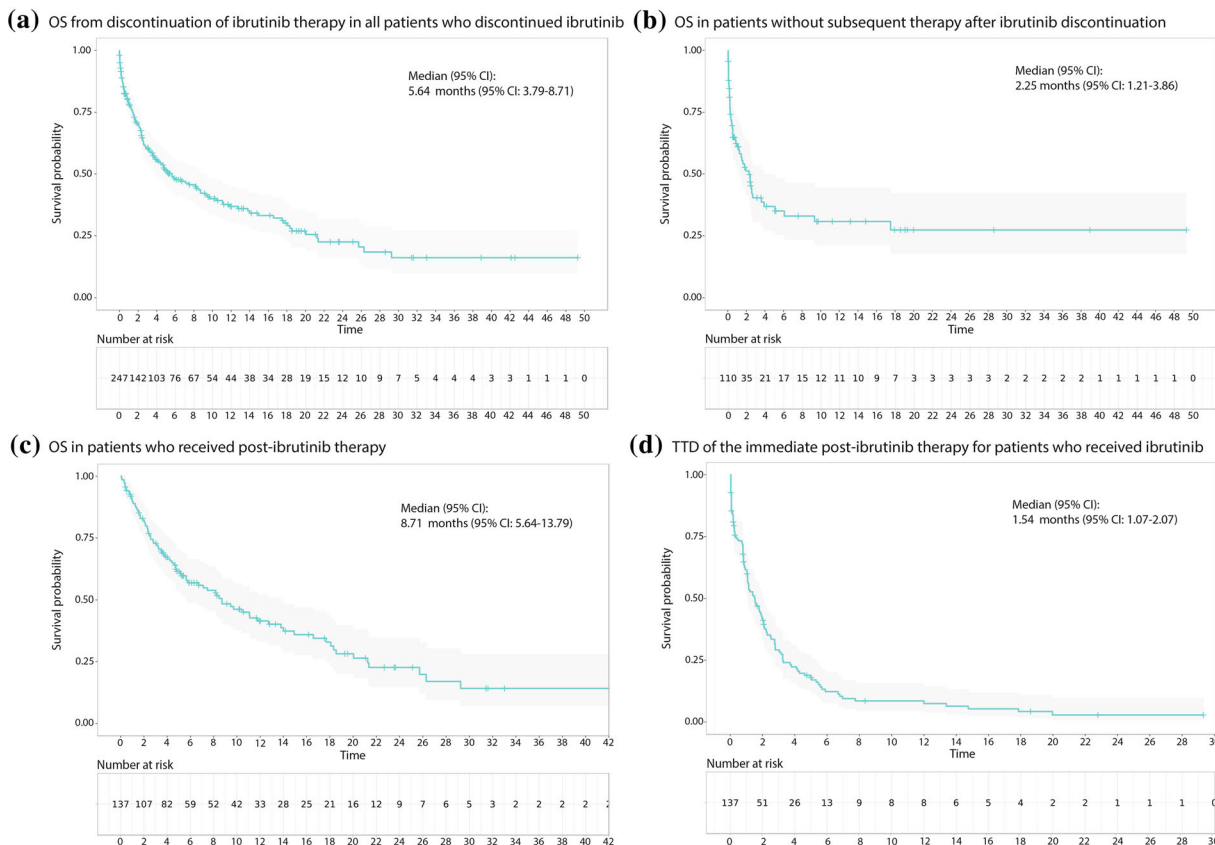 (a) OS from discontinuation of ibrutinib therapy in all patients who discontinued ibrutinib
Survival probability
1.00
0.75
0.50
0.25
0.00
Median (95% CI):
5.64 months (95% CI: 3.79-8.71)
0 2 4 6 8 10 12 14 16 18 20 22 24 26 28 30 32 34 36 38 40 42 44 46 48 50
Time
Number at risk
247 142 103 76 67 54 44 38 34 28 19 15 12 10 9 7 5 4 4 4 3 3 1 1 1 0
0 2 4 6 8 10 12 14 16 18 20 22 24 26 28 30 32 34 36 38 40 42 44 46 48 50
(b) OS in patients without subsequent therapy after ibrutinib discontinuation
Survival probability
1.00
0.75
0.50
0.25
0.00
Median (95% CI):
2.25 months (95% CI: 1.21-3.86)
0 2 4 6 8 10 12 14 16 18 20 22 24 26 28 30 32 34 36 38 40 42 44 46 48 50
Time
Number at risk
110 35 21 17 15 12 11 10 9 7 3 3 3 3 3 2 2 2 2 1 1 1 1 1 1 0
0 2 4 6 8 10 12 14 16 18 20 22 24 26 28 30 32 34 36 38 40 42 44 46 48 50
(c) OS in patients who received post-ibrutinib therapy
Survival probability
1.00
0.75
0.50
0.25
0.00
Median (95% CI):
8.71 months (95% CI: 5.64-13.79)
0 2 4 6 8 10 12 14 16 18 20 22 24 26 28 30 32 34 36 38 40 42
Time
Number at risk
137 107 82 59 52 42 33 28 25 21 16 12 9 7 6 5 3 2 2 2 2
0 2 4 6 8 10 12 14 16 18 20 22 24 26 28 30 32 34 36 38 40 42
(d) TTD of the immediate post-ibrutinib therapy for patients who received ibrutinib
Survival probability
1.00
0.75
0.50
0.25
0.00
Median (95% CI):
1.54 months (95% CI: 1.07-2.07)
0 2 4 6 8 10 12 14 16 18 20 22 24 26 28
Time
Number at risk
137 51 26 13 9 8 8 6 5 4 2 2 1 1 1
0 2 4 6 8 10 12 14 16 18 20 22 24 26 28